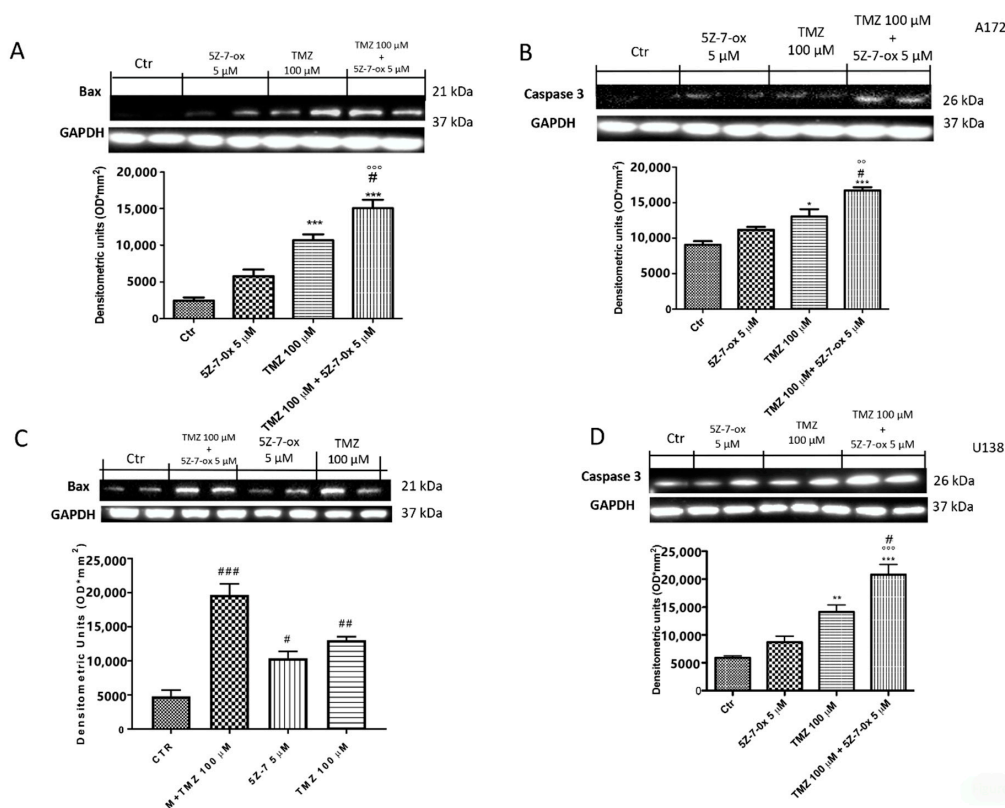 A
Ctr
5Z-7-ox
5 μM
TMZ
100 μM
TMZ 100 μM
+
5Z-7-ox 5 μM
Bax
21 kDa
37 kDa
GAPDH
Densitometric units (OD*mm²)
20,000
15,000
10,000
5000
0
***
°°°
#
***
Ctr
5Z-7-0x 5 μM
TMZ 100 μM
TMZ 100 μM + 5Z-7-0x 5 μM
B
A172
Ctr
5Z-7-ox
5 μM
TMZ
100 μM
TMZ 100 μM
+
5Z-7-ox 5 μM
Caspase 3
26 kDa
GAPDH
37 kDa
Densitometric units (OD*mm²)
20,000
15,000
10,000
5000
0
*
°°
#
***
Ctr
5Z-7-ox 5 μM
TMZ 100 μM
TMZ 100 μM+ 5Z-7-0x 5 μM
C
Ctr
TMZ 100 μM
+
5Z-7-ox 5 μM
5Z-7-ox
5 μM
TMZ
100 μM
Bax
21 kDa
GAPDH
37 kDa
Densitometric Units (OD*mm²)
25,000
20,000
15,000
10,000
5000
0
###
#
##
CTR
M+TMZ 100 μM
5Z-7 5 μM
TMZ 100 μM
D
U138
Ctr
5Z-7-ox
5 μM
TMZ
100 μM
TMZ 100 μM
+
5Z-7-ox 5 μM
Caspase 3
26 kDa
GAPDH
37 kDa
Densitometric units (OD*mm²)
25,000
20,000
15,000
10,000
5000
0
**
#
°°°
***
Ctr
5Z-7-0x 5 μM
TMZ 100 μM
TMZ 100 μM + 5Z-7-0x 5 μM